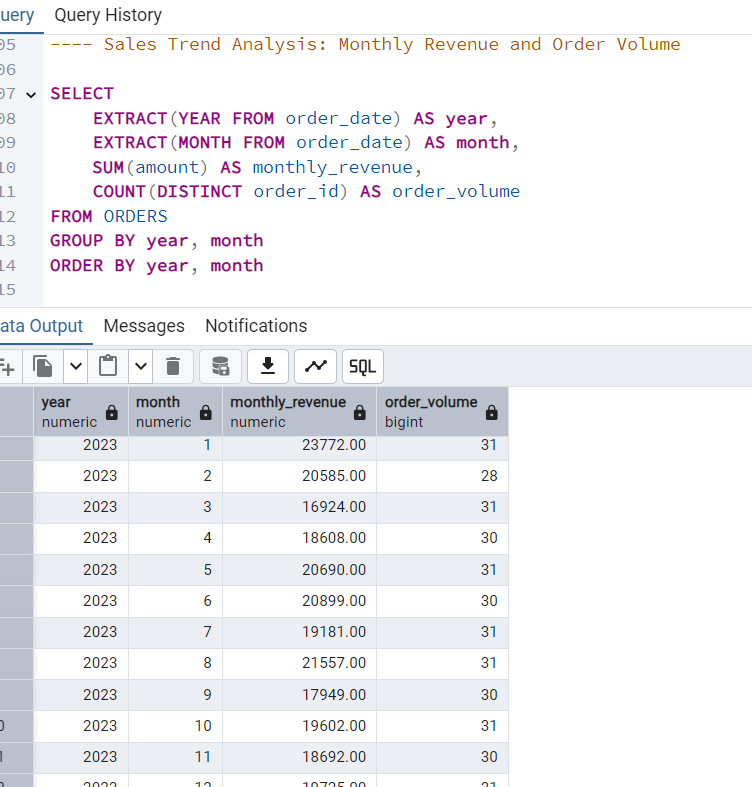 uery Query History
05 ---- Sales Trend Analysis: Monthly Revenue and Order Volume
06
07 SELECT
08 EXTRACT(YEAR FROM order_date) AS year,
09 EXTRACT(MONTH FROM order_date) AS month,
10 SUM(amount) AS monthly_revenue,
11 COUNT(DISTINCT order_id) AS order_volume
12 FROM ORDERS
13 GROUP BY year, month
14 ORDER BY year, month
15
ata Output Messages Notifications
SQL
year month monthly_revenue order_volume
numeric numeric numeric bigint
2023 1 23772.00 31
2023 2 20585.00 28
2023 3 16924.00 31
2023 4 18608.00 30
2023 5 20690.00 31
2023 6 20899.00 30
2023 7 19181.00 31
2023 8 21557.00 31
2023 9 17949.00 30
0 2023 10 19602.00 31
1 2023 11 18692.00 30
2023 12 19725.00 31